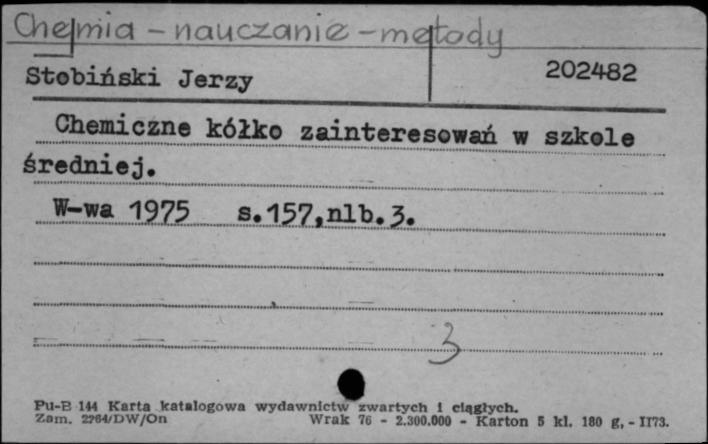 Chemia - nauczanie - metody
Stobiński Jerzy 202482
Chemiczne kółko zainteresowań w szkole
średniej.
W-wa 1975 s.157,nlb.3.
3
Pu-B 144 Karta katalogowa wydawnictw zwartych i ciągłych.
Zam. 2264/DW/On Wrak 76 - 2.300.000 - Karton 5 kl. 180 g, - II73.